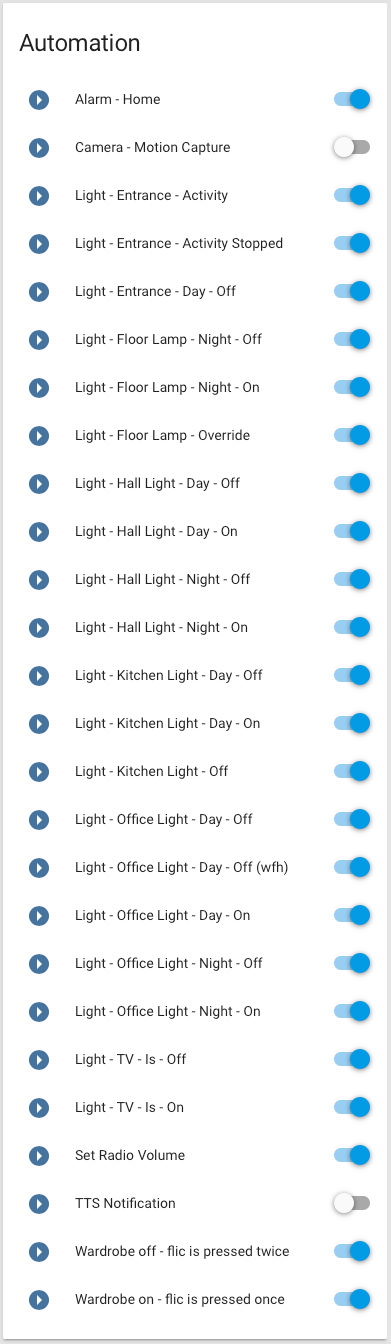 Automation
Alarm - Home
Camera - Motion Capture
Light - Entrance - Activity
Light - Entrance - Activity Stopped
Light - Entrance - Day - Off
Light - Floor Lamp - Night - Off
Light - Floor Lamp - Night - On
Light - Floor Lamp - Override
Light - Hall Light - Day - Off
Light - Hall Light - Day - On
Light - Hall Light - Night - Off
Light - Hall Light - Night - On
Light - Kitchen Light - Day - Off
Light - Kitchen Light - Day - On
Light - Kitchen Light - Off
Light - Office Light - Day - Off
Light - Office Light - Day - Off (wfh)
Light - Office Light - Day - On
Light - Office Light - Night - Off
Light - Office Light - Night - On
Light - TV - Is - Off
Light - TV - Is - On
Set Radio Volume
TTS Notification
Wardrobe off - flic is pressed twice
Wardrobe on - flic is pressed once